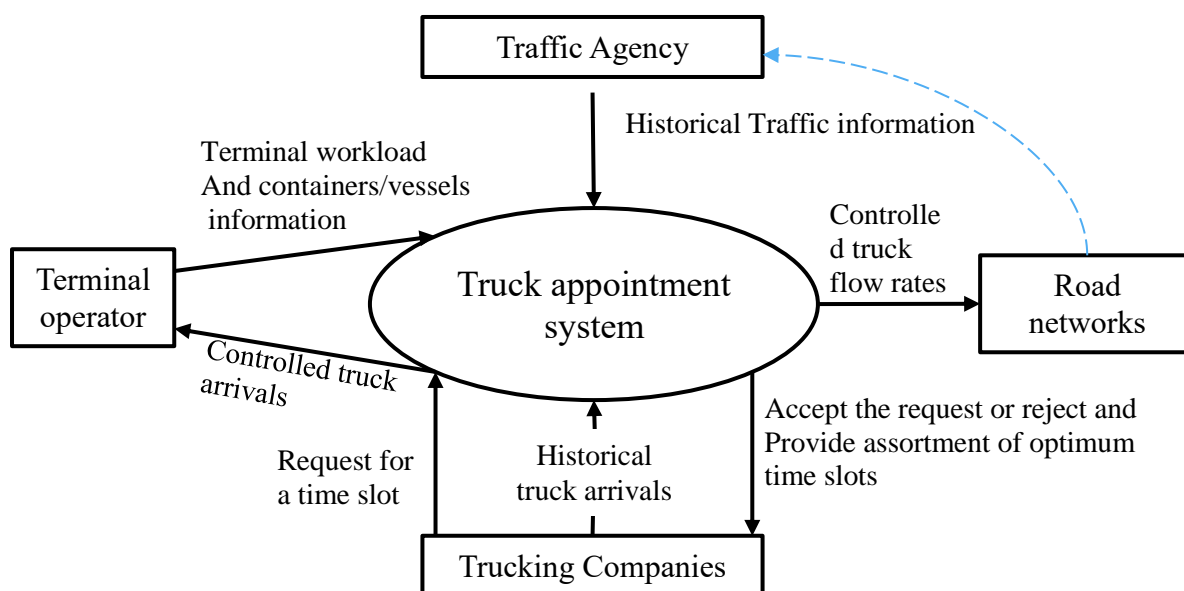 Traffic Agency
Historical Traffic information
Terminal workload
And containers/vessels
information
Controlle
d truck
flow rates
Terminal
operator
Truck appointment
system
Road
networks
Controlled truck
arrivals
Request for
a time slot
Historical
truck arrivals
Accept the request or reject and
Provide assortment of optimum
time slots
Trucking Companies